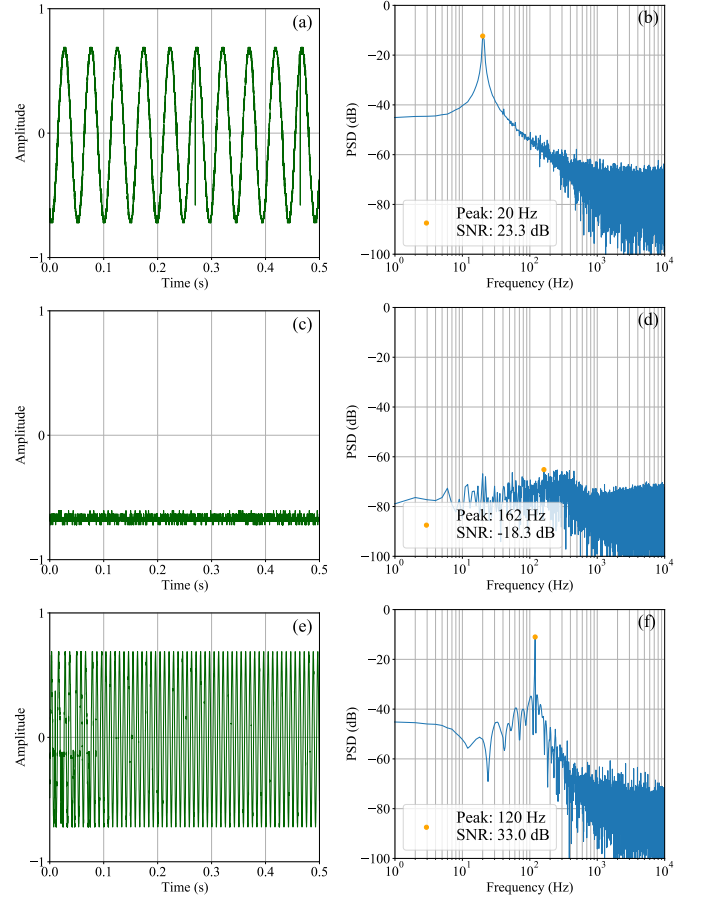 (a)
1
0
−1
Amplitude
0.0 0.1 0.2 0.3 0.4 0.5
Time (s)
(b)
0
−20
−40
−60
−80
−100
PSD (dB)
Peak: 20 Hz
SNR: 23.3 dB
10^0 10^1 10^2 10^3 10^4
Frequency (Hz)
(c)
1
0
−1
Amplitude
0.0 0.1 0.2 0.3 0.4 0.5
Time (s)
(d)
0
−20
−40
−60
−80
−100
PSD (dB)
Peak: 162 Hz
SNR: -18.3 dB
10^0 10^1 10^2 10^3 10^4
Frequency (Hz)
(e)
1
0
−1
Amplitude
0.0 0.1 0.2 0.3 0.4 0.5
Time (s)
(f)
0
−20
−40
−60
−80
−100
PSD (dB)
Peak: 120 Hz
SNR: 33.0 dB
10^0 10^1 10^2 10^3 10^4
Frequency (Hz)